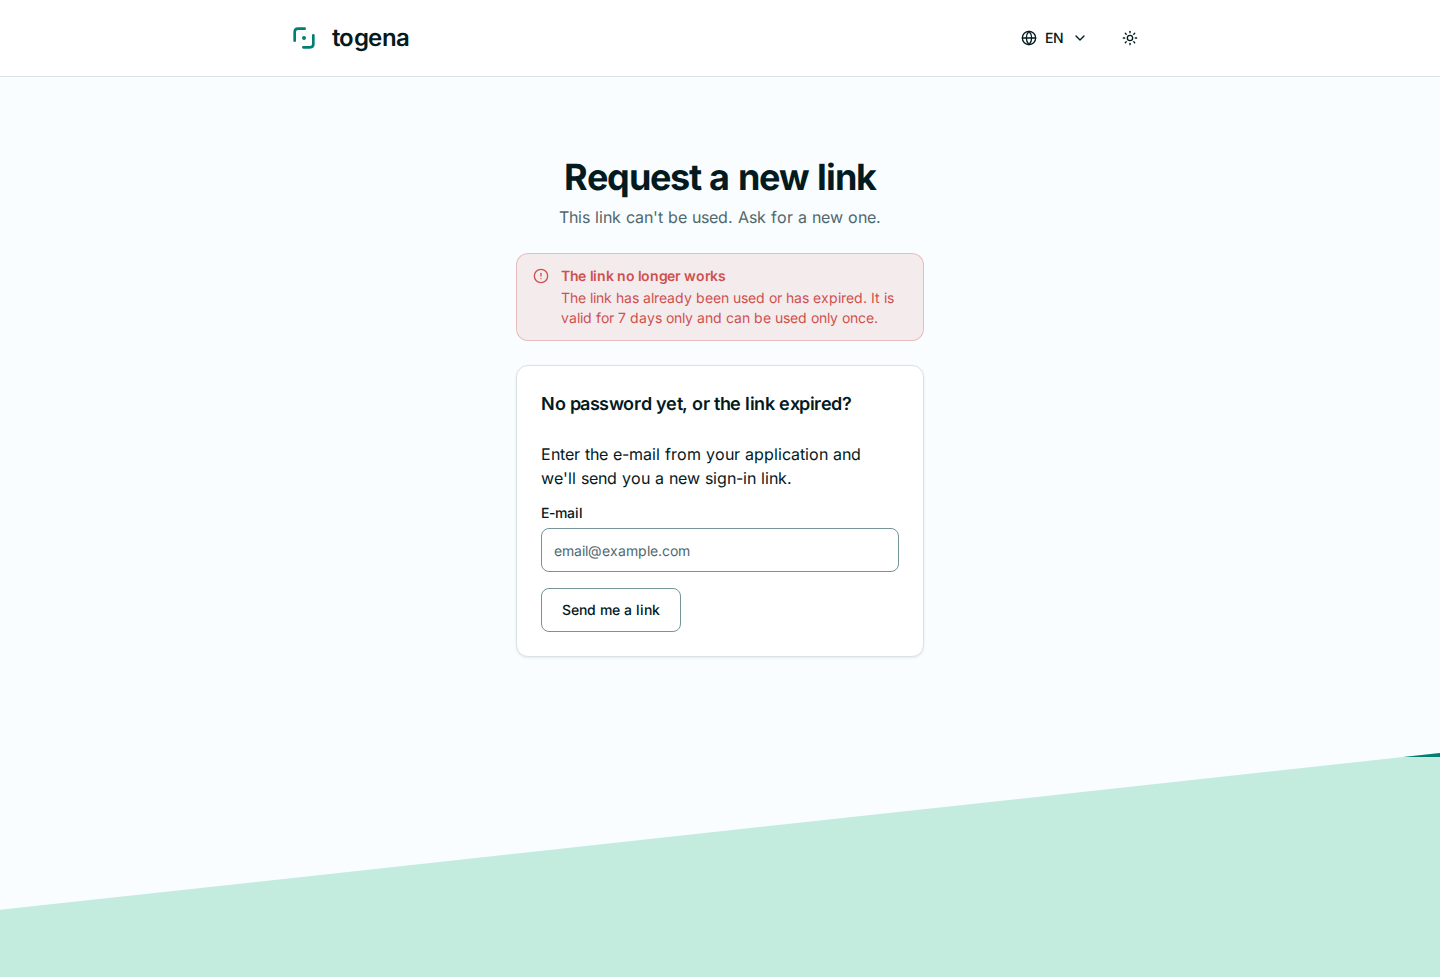 togena
EN
Request a new link
This link can't be used. Ask for a new one.
The link no longer works
The link has already been used or has expired. It is
valid for 7 days only and can be used only once.
No password yet, or the link expired?
Enter the e-mail from your application and
we'll send you a new sign-in link.
E-mail
email@example.com
Send me a link